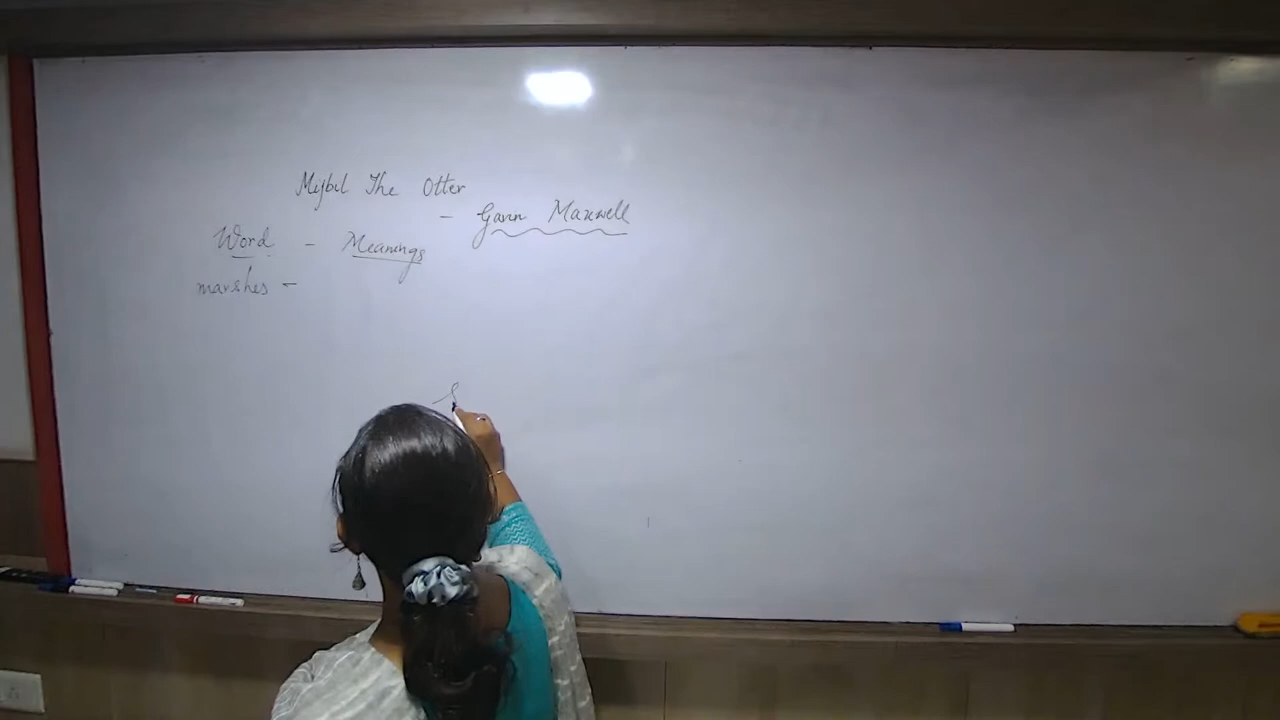 Mijbil The Otter
- Gavin Maxwell
Word - Meanings
marshes -